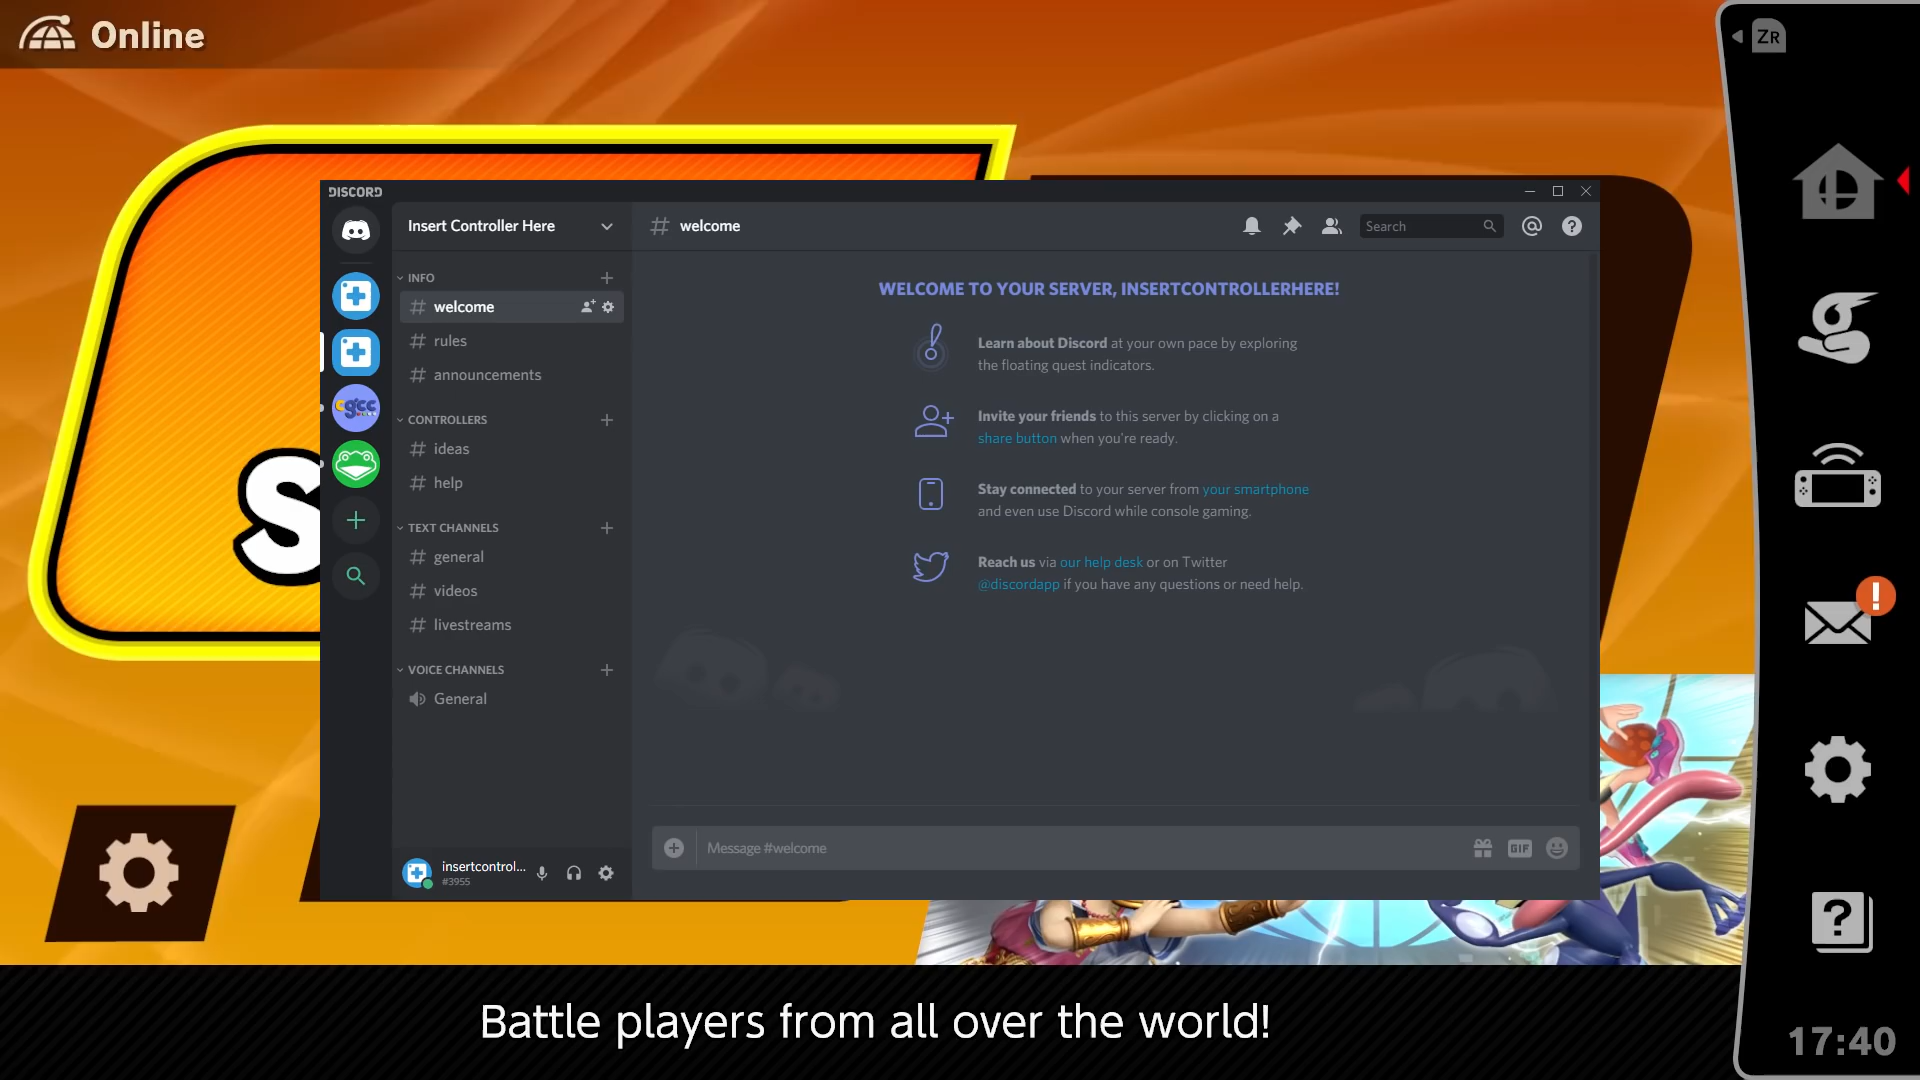 Online
ZR
DISCORD
Insert Controller Here
welcome
Search
INFO
welcome
rules
announcements
CONTROLLERS
ideas
help
TEXT CHANNELS
general
videos
livestreams
VOICE CHANNELS
General
cgcc
WELCOME TO YOUR SERVER, INSERTCONTROLLERHERE!
Learn about Discord at your own pace by exploring
the floating quest indicators.
Invite your friends to this server by clicking on a
share button when you're ready.
Stay connected to your server from your smartphone
and even use Discord while console gaming.
Reach us via our help desk or on Twitter
@discordapp if you have any questions or need help.
Message #welcome
GIF
insertcontrol...
#3955
S
Battle players from all over the world!
17:40